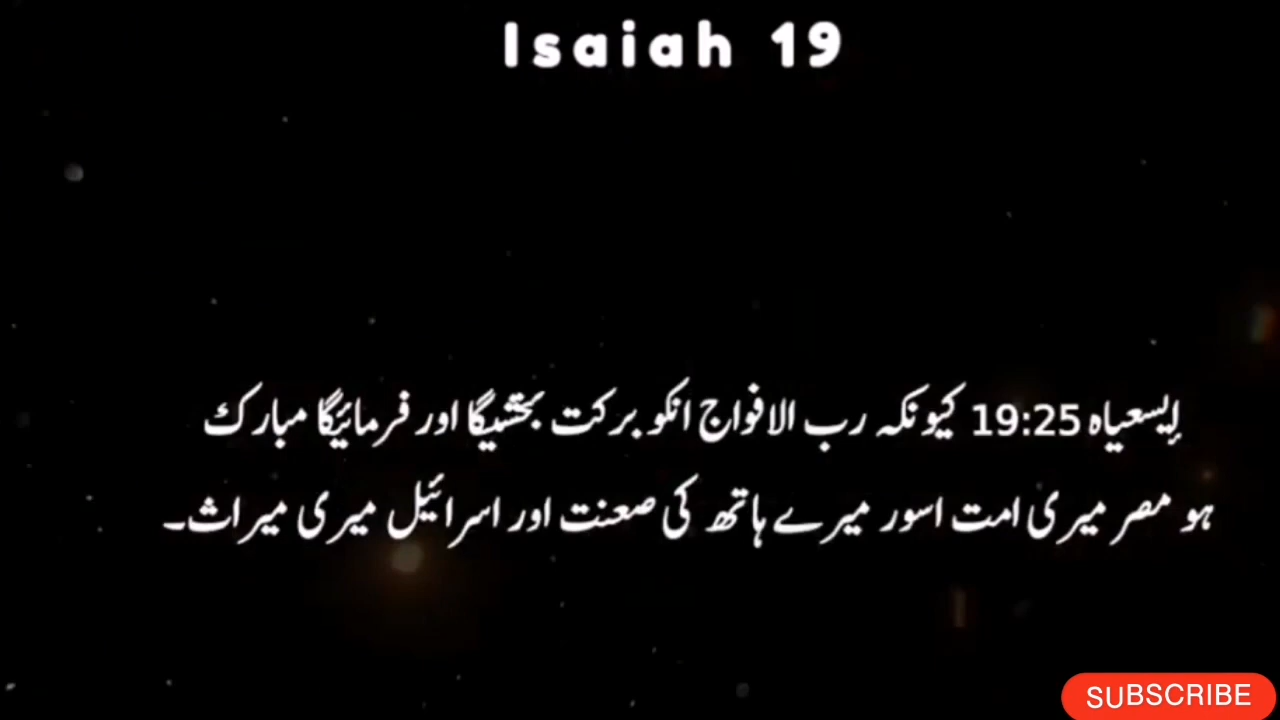 Isaiah 19
یسعیاہ 19:25 کیونکہ رب الافواج انکو برکت بخشیگا اور فرمائیگا مبارک
ہو مصر میری امت اسور میرے ہاتھ کی صعنت اور اسرائیل میری میراث۔
SUBSCRIBE